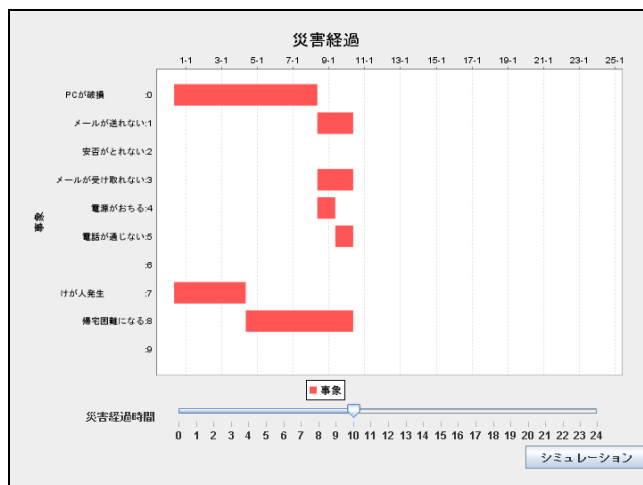 災害経過
1-1 3-1 5-1 7-1 9-1 11-1 13-1 15-1 17-1 19-1 21-1 23-1 25-1
PCが破損 :0
メールが送れない:1
安否がとれない:2
メールが受け取れない:3
電源がおちる:4
電話が通じない:5
:6
けが人発生 :7
帰宅困難になる:8
:9
事象
事象
災害経過時間
0 1 2 3 4 5 6 7 8 9 10 11 12 13 14 15 16 17 18 19 20 21 22 23 24
シミュレーション